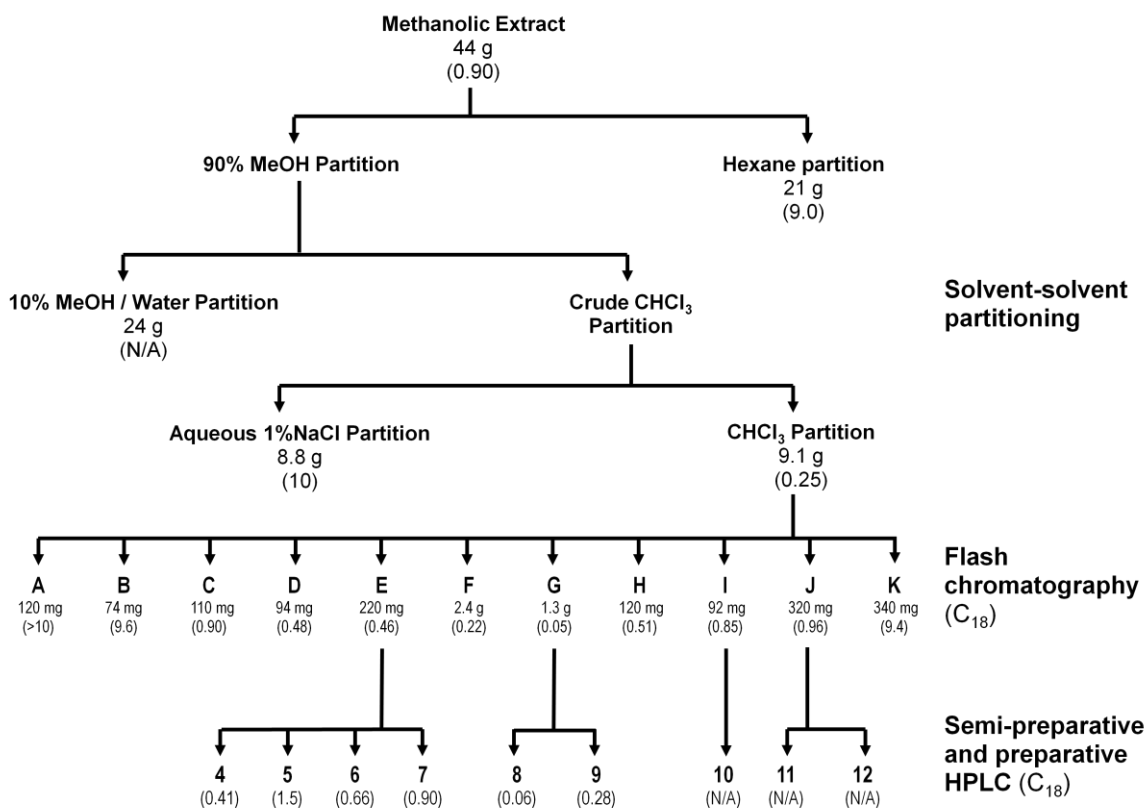 Methanolic Extract
44 g
(0.90)
90% MeOH Partition
Hexane partition
21 g
(9.0)
10% MeOH / Water Partition
24 g
(N/A)
Crude CHCl₃
Partition
Solvent-solvent
partitioning
Aqueous 1%NaCl Partition
8.8 g
(10)
CHCl₃ Partition
9.1 g
(0.25)
A B C D E F G H I J K
120 mg 74 mg 110 mg 94 mg 220 mg 2.4 g 1.3 g 120 mg 92 mg 320 mg 340 mg
(>10) (9.6) (0.90) (0.48) (0.46) (0.22) (0.05) (0.51) (0.85) (0.96) (9.4)
Flash
chromatography
(C₁₈)
4 5 6 7 8 9 10 11 12
(0.41) (1.5) (0.66) (0.90) (0.06) (0.28) (N/A) (N/A) (N/A)
Semi-preparative
and preparative
HPLC (C₁₈)